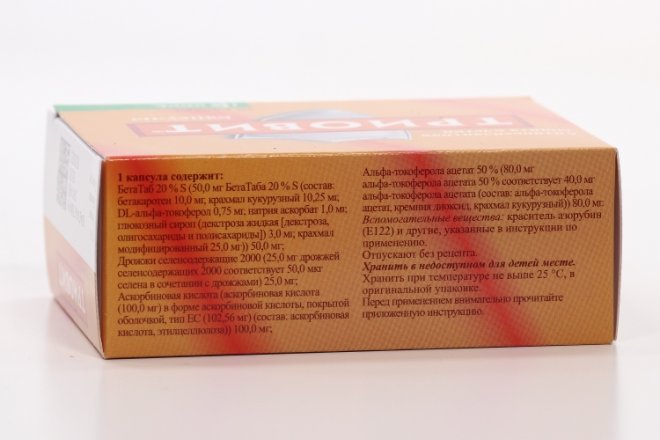 ТРИОВИТ
капсулы
1 капсула содержит:
БетаТаб 20 % S (50,0 мг БетаТаба 20 % S (состав:
бетакаротен 10,0 мг, крахмал кукурузный 10,25 мг;
DL-альфа-токоферол 0,75 мг, натрия аскорбат 1,0 мг;
глюкозный сироп (декстроза жидкая [декстроза,
олигосахариды и полисахариды]) 3,0 мг; крахмал
модифицированный 25,0 мг)) 50,0 мг;
Дрожжи селенсодержащие 2000 (25,0 мг дрожжей
селенсодержащих 2000 соответствует 50,0 мкг
селена в сочетании с дрожжами) 25,0 мг;
Аскорбиновая кислота (аскорбиновая кислота
(100,0 мг) в форме аскорбиновой кислоты, покрытой
оболочкой, тип ЕС (102,56 мг) (состав: аскорбиновая
кислота, этилцеллюлоза)) 100,0 мг;
Альфа-токоферола ацетат 50 % (80,0 мг
альфа-токоферола ацетата 50 % соответствует 40,0 мг
альфа-токоферола ацетата (состав: альфа-токоферола
ацетат, кремния диоксид, крахмал кукурузный)) 80,0 мг.
Вспомогательные вещества: краситель азорубин
(Е122) и другие, указанные в инструкции по
применению.
Отпускают без рецепта.
Хранить в недоступном для детей месте.
Хранить при температуре не выше 25 °С, в
оригинальной упаковке.
Перед применением внимательно прочитайте
приложенную инструкцию.
ТРИОВИТ